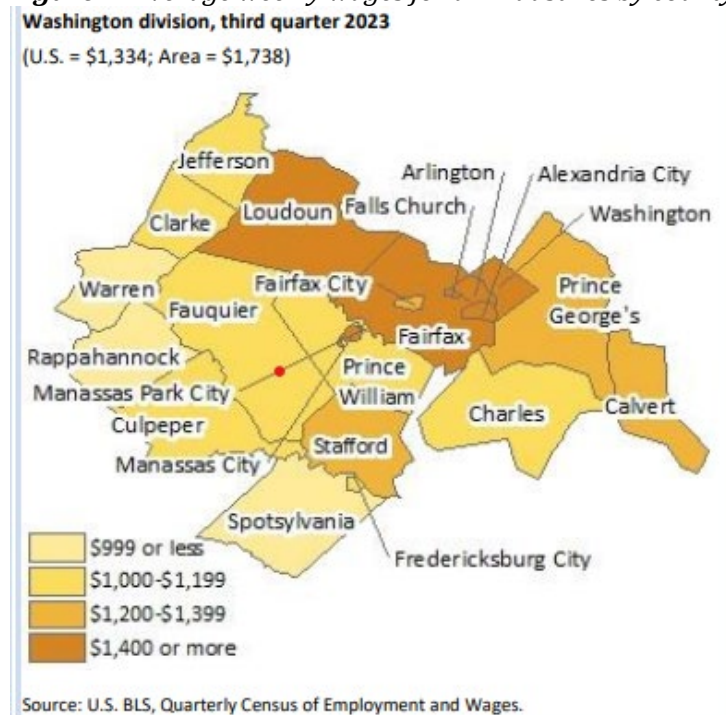 Washington division, third quarter 2023
(U.S. = $1,334; Area = $1,738)
Jefferson
Arlington
Alexandria City
Loudoun
Falls Church
Washington
Clarke
Warren
Fairfax City
Fauquier
Prince
George's
Fairfax
Rappahannock
Prince
William
Manassas Park City
Charles
Calvert
Culpeper
Stafford
Manassas City
Spotsylvania
Fredericksburg City
$999 or less
$1,000-$1,199
$1,200-$1,399
$1,400 or more
Source: U.S. BLS, Quarterly Census of Employment and Wages.